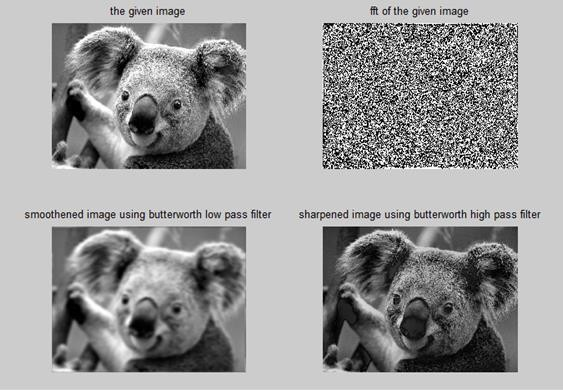 the given image
fft of the given image
smoothened image using butterworth low pass filter
sharpened image using butterworth high pass filter